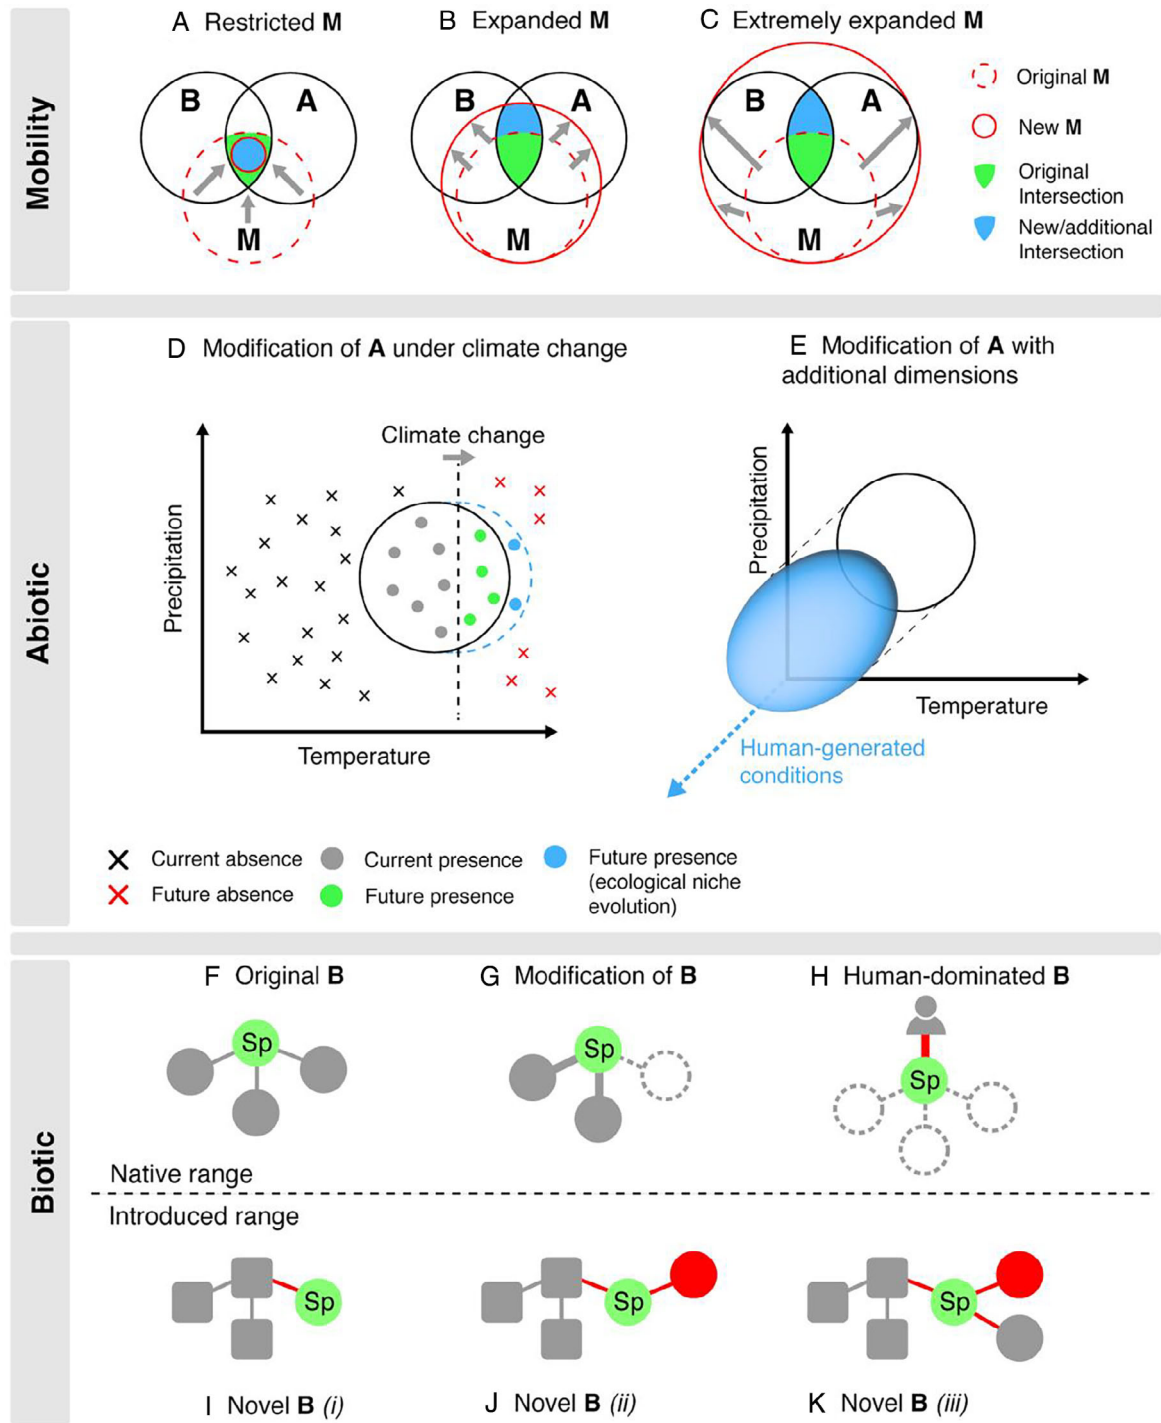 Mobility
A Restricted M
B Expanded M
C Extremely expanded M
B
A
M
B
A
M
B
A
M
Original M
New M
Original
Intersection
New/additional
Intersection
Abiotic
D Modification of A under climate change
Climate change
Precipitation
Temperature
E Modification of A with
additional dimensions
Precipitation
Temperature
Human-generated
conditions
Current absence
Current presence
Future presence
(ecological niche
evolution)
Future absence
Future presence
Biotic
F Original B
G Modification of B
H Human-dominated B
Sp
Sp
Sp
Native range
Introduced range
Sp
Sp
Sp
I Novel B (i)
J Novel B (ii)
K Novel B (iii)